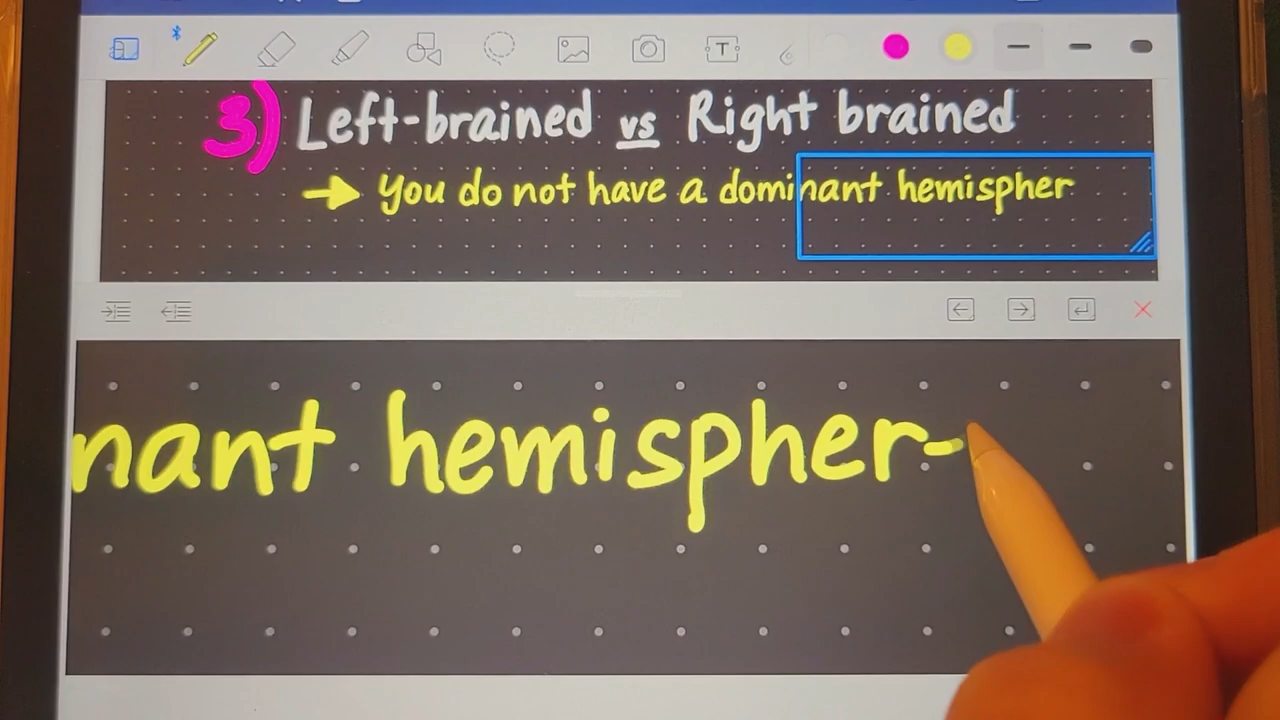 3) Left-brained vs Right brained
→ You do not have a dominant hemispher
nant hemispher-